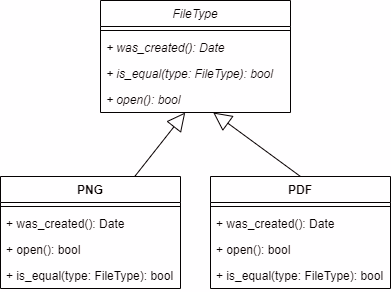 FileType
+ was_created(): Date
+ is_equal(type: FileType): bool
+ open(): bool
PNG
+ was_created(): Date
+ open(): bool
+ is_equal(type: FileType): bool
PDF
+ was_created(): Date
+ open(): bool
+ is_equal(type: FileType): bool